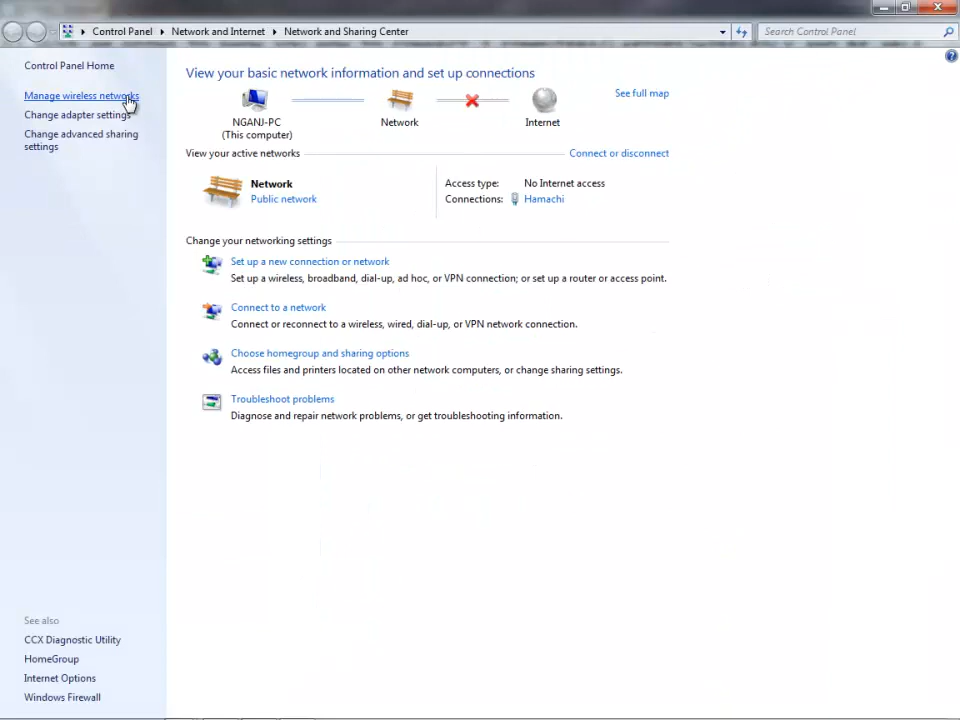 Control Panel ▸ Network and Internet ▸ Network and Sharing Center
Search Control Panel
Control Panel Home
Manage wireless networks
Change adapter settings
Change advanced sharing
settings
View your basic network information and set up connections
See full map
NGANJ-PC
(This computer)
Network
Internet
View your active networks
Connect or disconnect
Network
Public network
Access type: No Internet access
Connections: Hamachi
Change your networking settings
Set up a new connection or network
Set up a wireless, broadband, dial-up, ad hoc, or VPN connection; or set up a router or access point.
Connect to a network
Connect or reconnect to a wireless, wired, dial-up, or VPN network connection.
Choose homegroup and sharing options
Access files and printers located on other network computers, or change sharing settings.
Troubleshoot problems
Diagnose and repair network problems, or get troubleshooting information.
See also
CCX Diagnostic Utility
HomeGroup
Internet Options
Windows Firewall